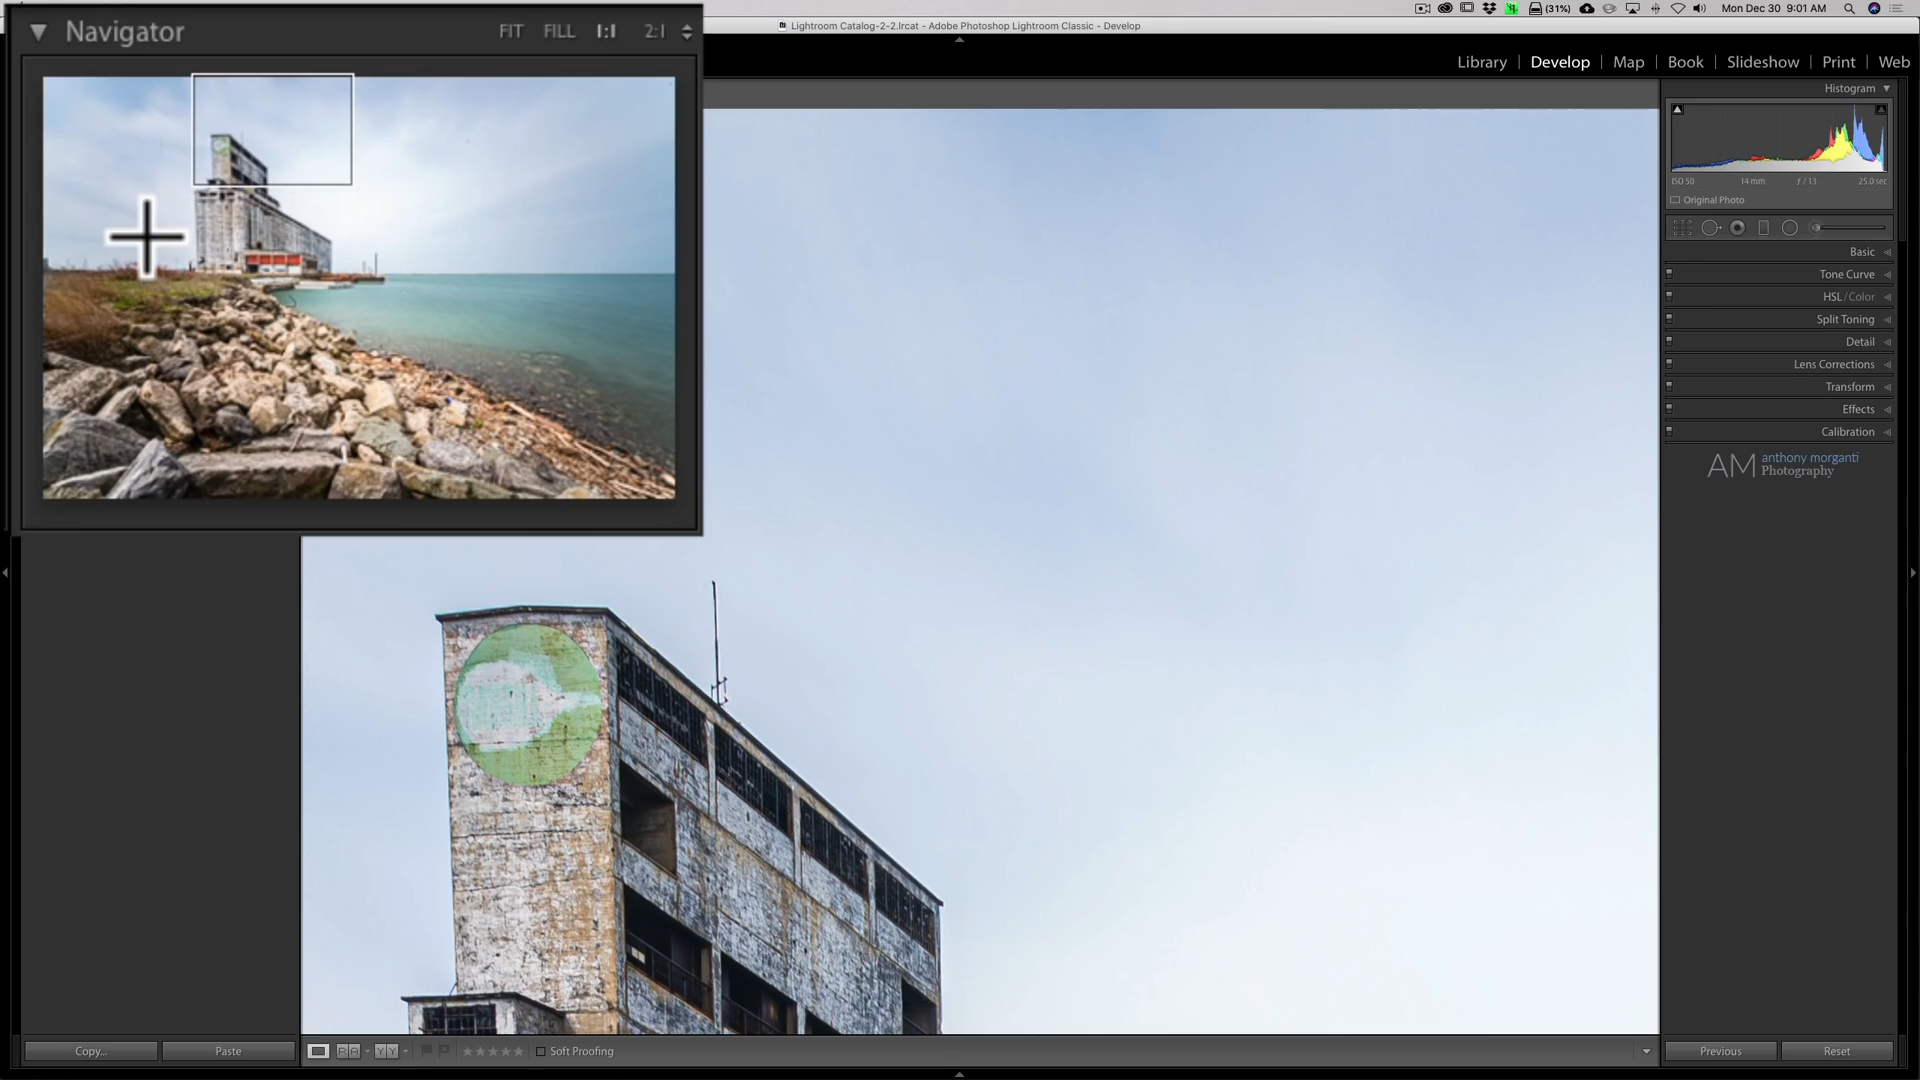 Navigator FIT FILL 1:1 2:1
Lightroom Catalog-2-2.lrcat - Adobe Photoshop Lightroom Classic - Develop
(31%) Mon Dec 30 9:01 AM
Library | Develop | Map | Book | Slideshow | Print | Web
Histogram
ISO 50 14 mm f / 13 25.0 sec
Original Photo
Basic
Tone Curve
HSL / Color
Split Toning
Detail
Lens Corrections
Transform
Effects
Calibration
AM anthony morganti
Photography
Copy... Paste R A Y Y Soft Proofing Previous Reset